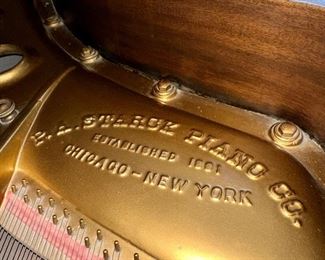 P. A. STARCK PIANO CO.
ESTABLISHED 1891
CHICAGO-NEW YORK